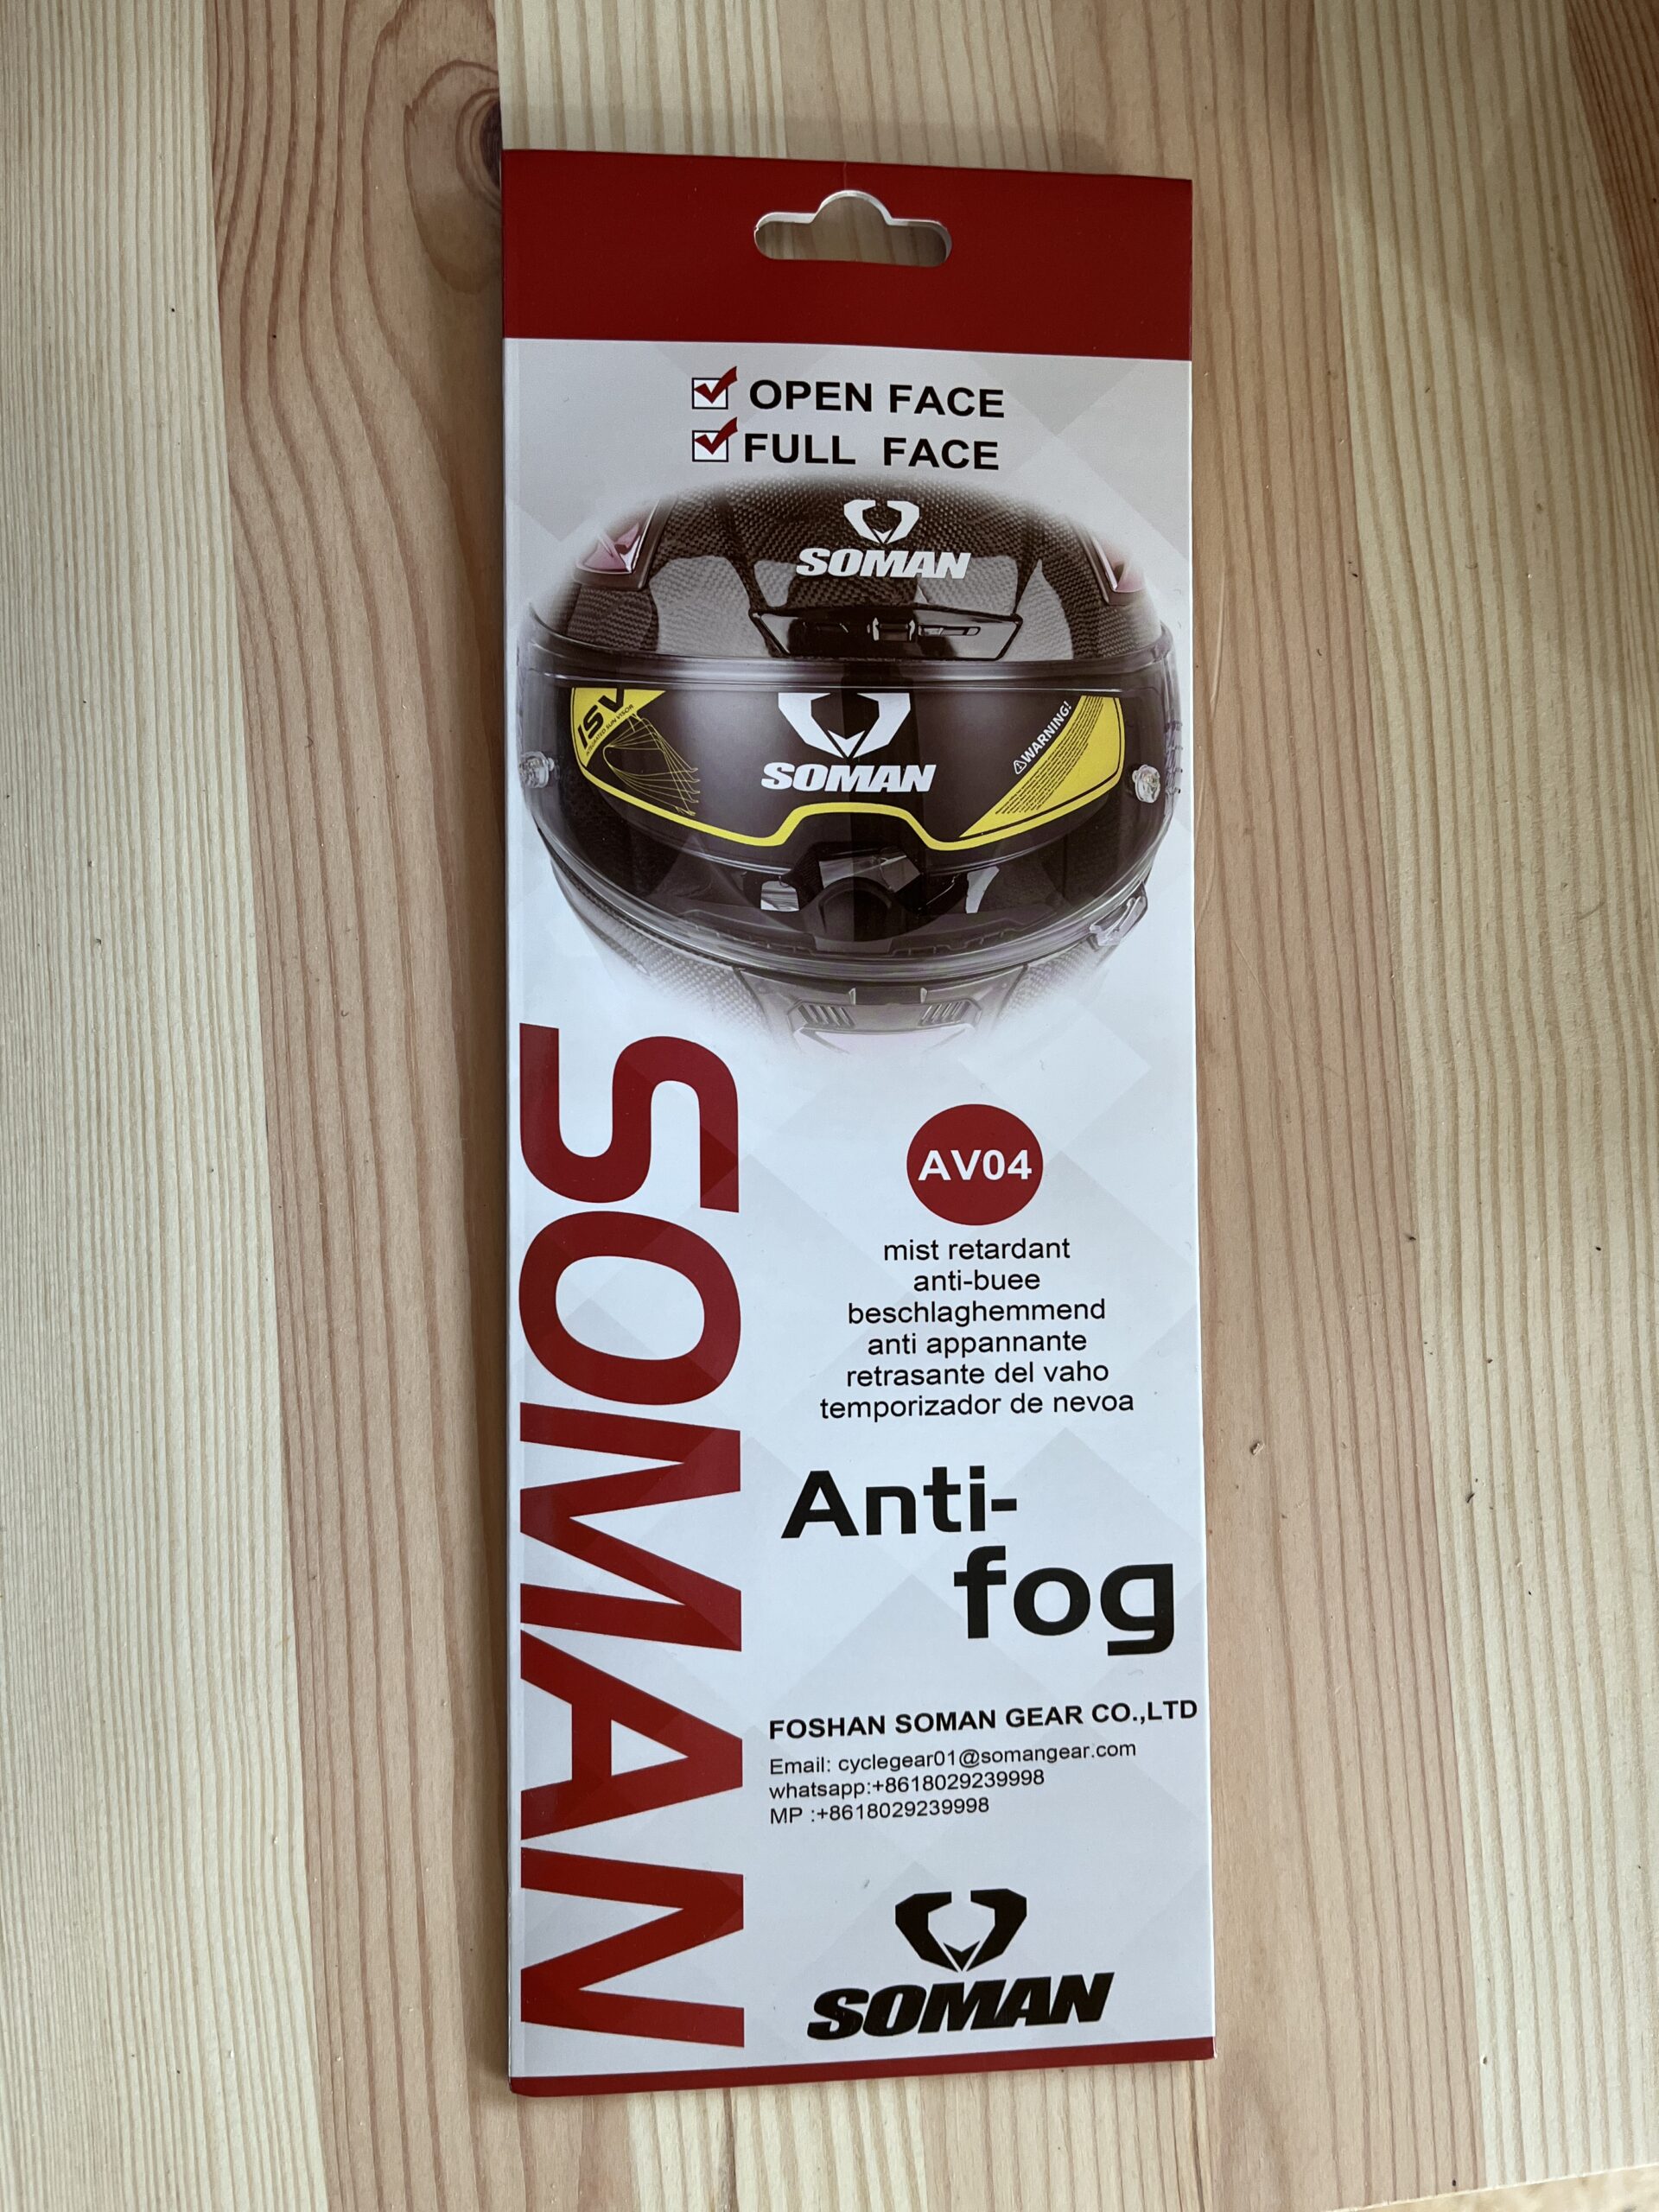 OPEN FACE
FULL FACE
SOMAN
ISV
SOMAN
⚠WARNING!
SOMAN
AV04
mist retardant
anti-buee
beschlaghemmend
anti appannante
retrasante del vaho
temporizador de nevoa
Anti-
fog
FOSHAN SOMAN GEAR CO.,LTD
Email: cyclegear01@somangear.com
whatsapp:+8618029239998
MP :+8618029239998
SOMAN